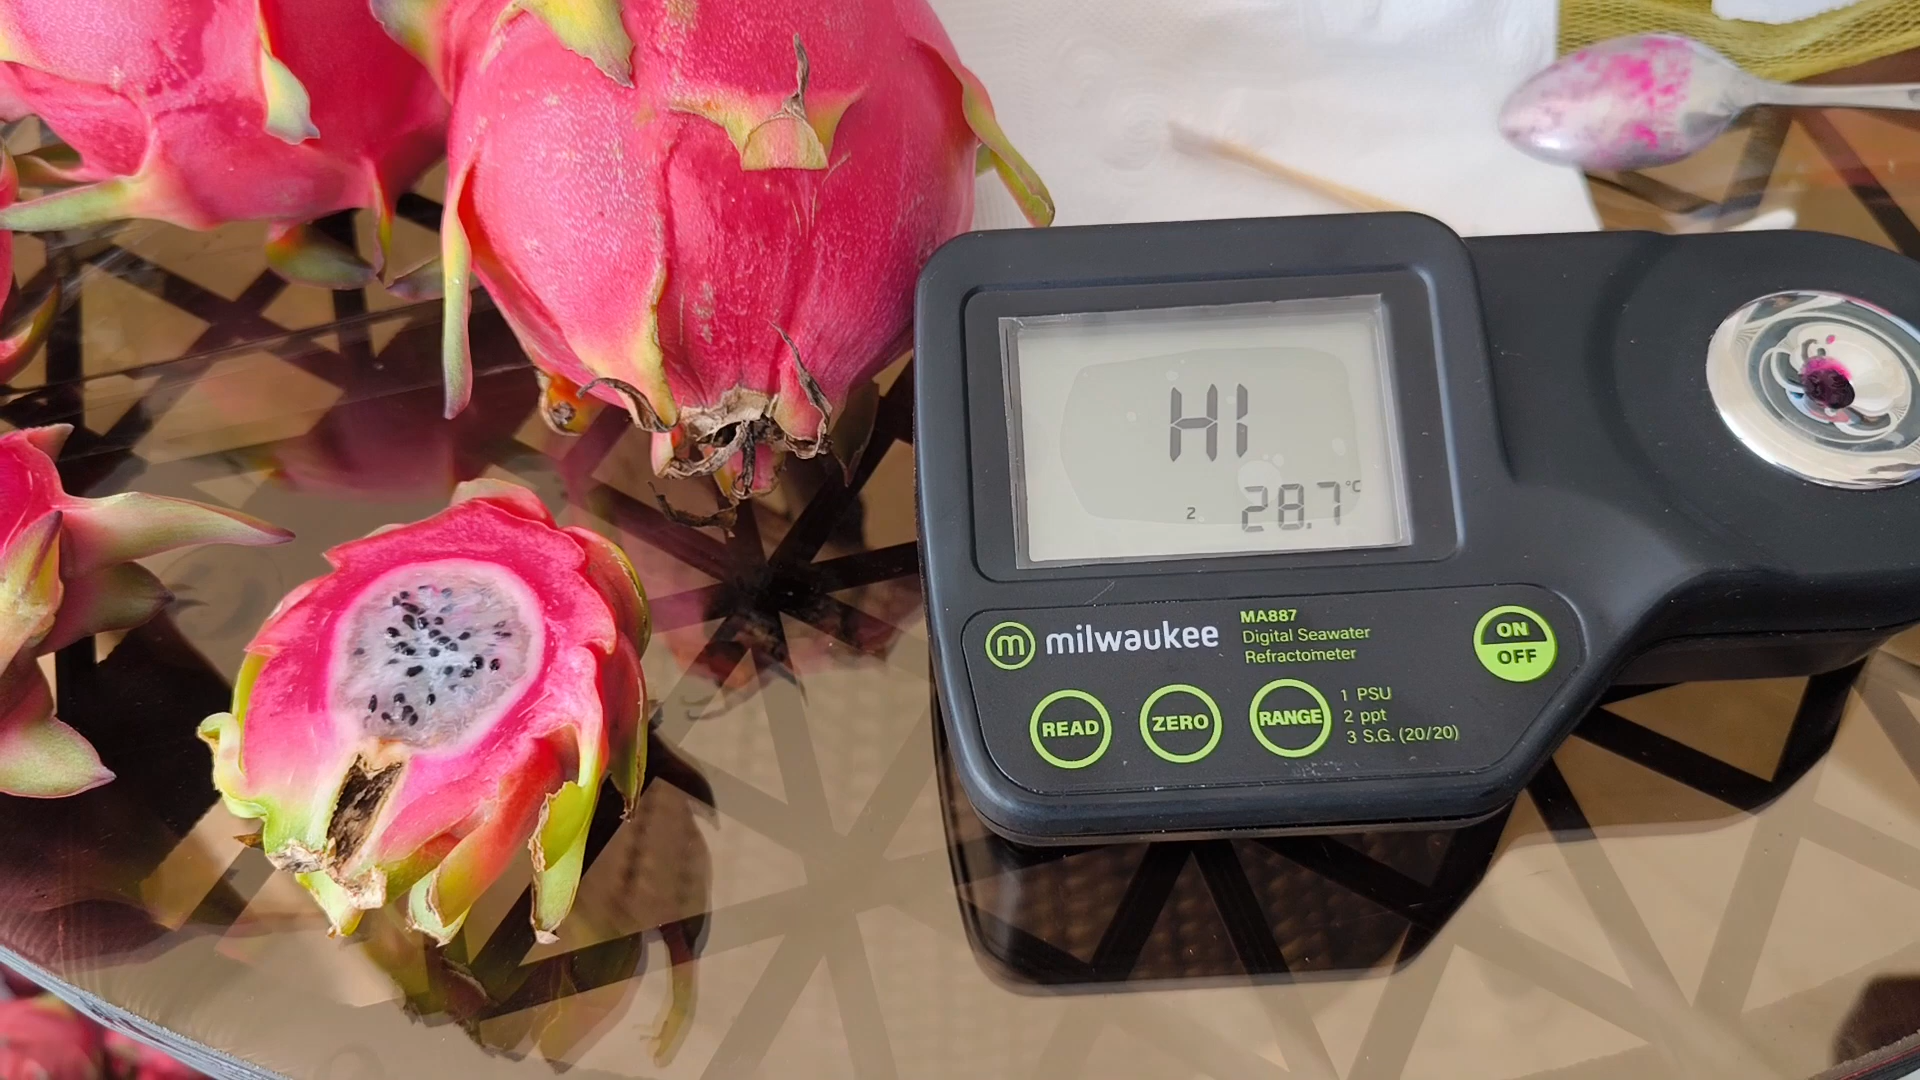 HI
2 28.7°C
m milwaukee
MA887
Digital Seawater
Refractometer
ON
OFF
READ
ZERO
RANGE
1 PSU
2 ppt
3 S.G. (20/20)